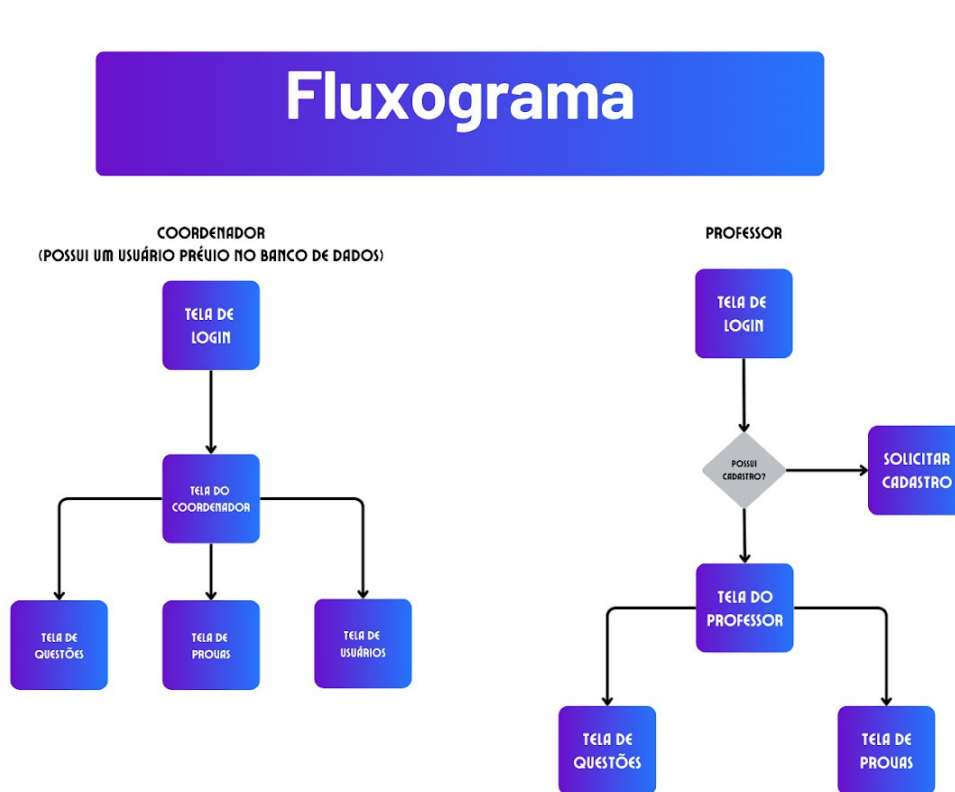 Fluxograma
COORDENADOR
(POSSUI UM USUÁRIO PRÉVIO NO BANCO DE DADOS)
TELA DE
LOGIN
TELA DO
COORDENADOR
TELA DE
QUESTÕES
TELA DE
PROVAS
TELA DE
USUÁRIOS
PROFESSOR
TELA DE
LOGIN
POSSUI
CADASTRO?
SOLICITAR
CADASTRO
TELA DO
PROFESSOR
TELA DE
QUESTÕES
TELA DE
PROVAS